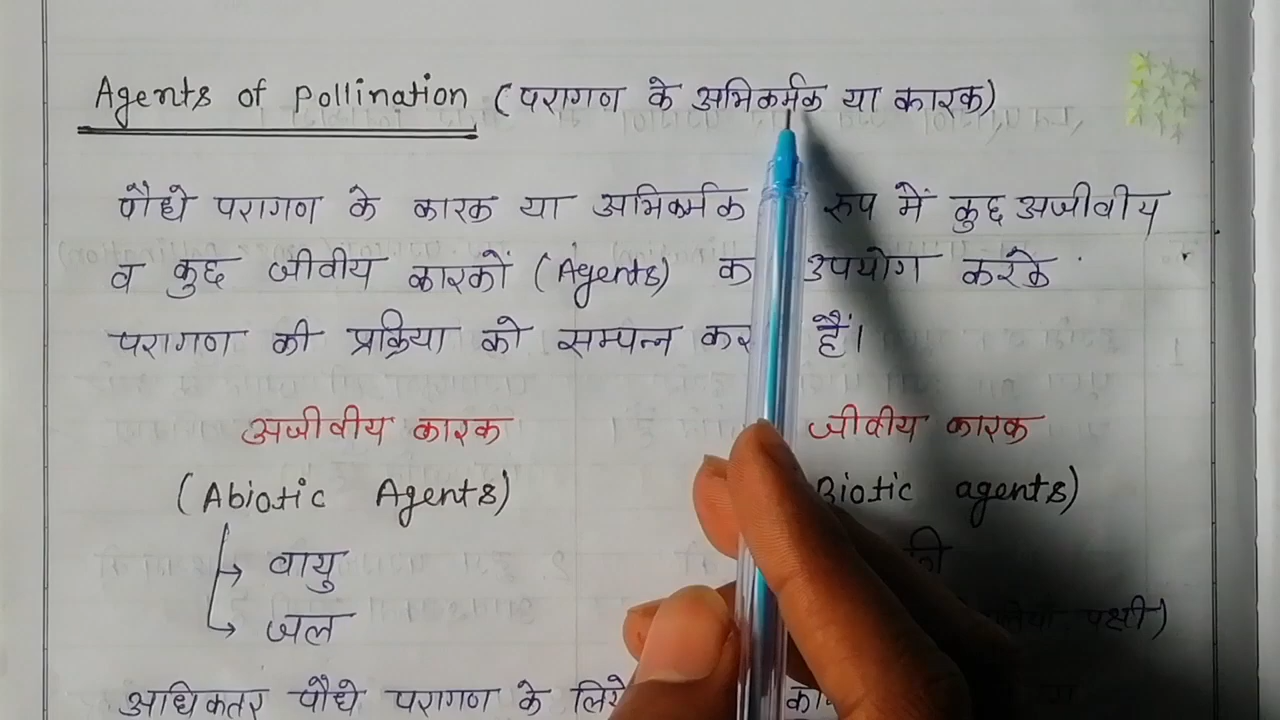 Agents of Pollination (परागण के अभिकर्मक या कारक)
पौधे परागण के कारक या अभिकर्मक रुप में कुछ अजीवीय
व कुछ जीवीय कारकों (Agents) क उपयोग करके
परागण की प्रक्रिया को सम्पन्न कर हैं।
अजीवीय कारक जीवीय कारक
(Abiotic Agents) Biotic agents)
वायु
जल पक्षी)
अधिकतर पौधे परागण के लिये